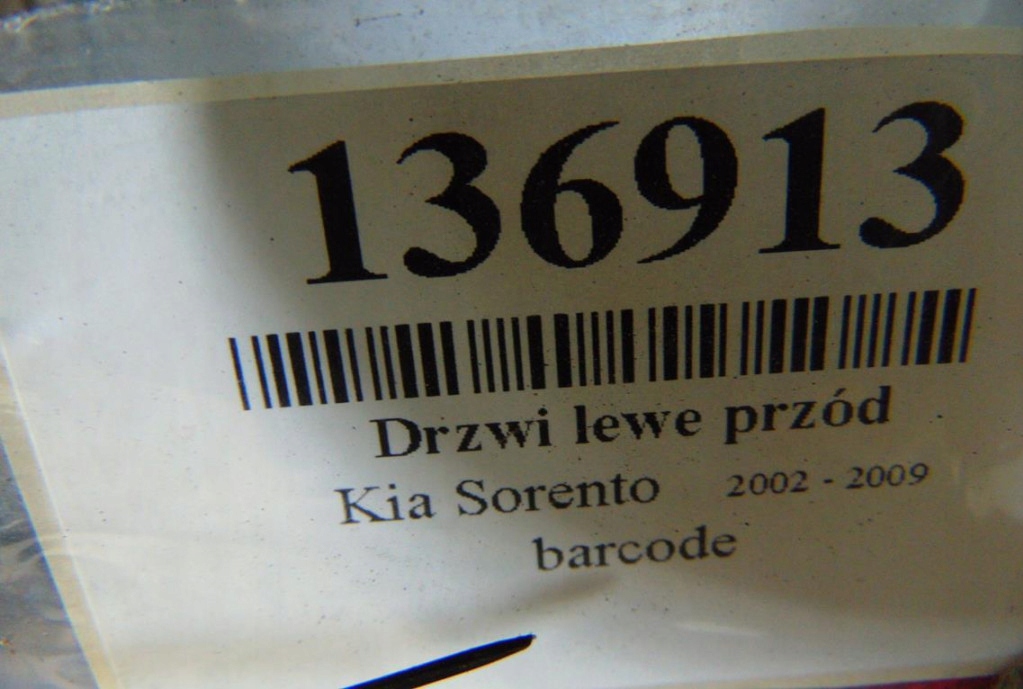 136913
Drzwi lewe przód
Kia Sorento 2002 - 2009
barcode